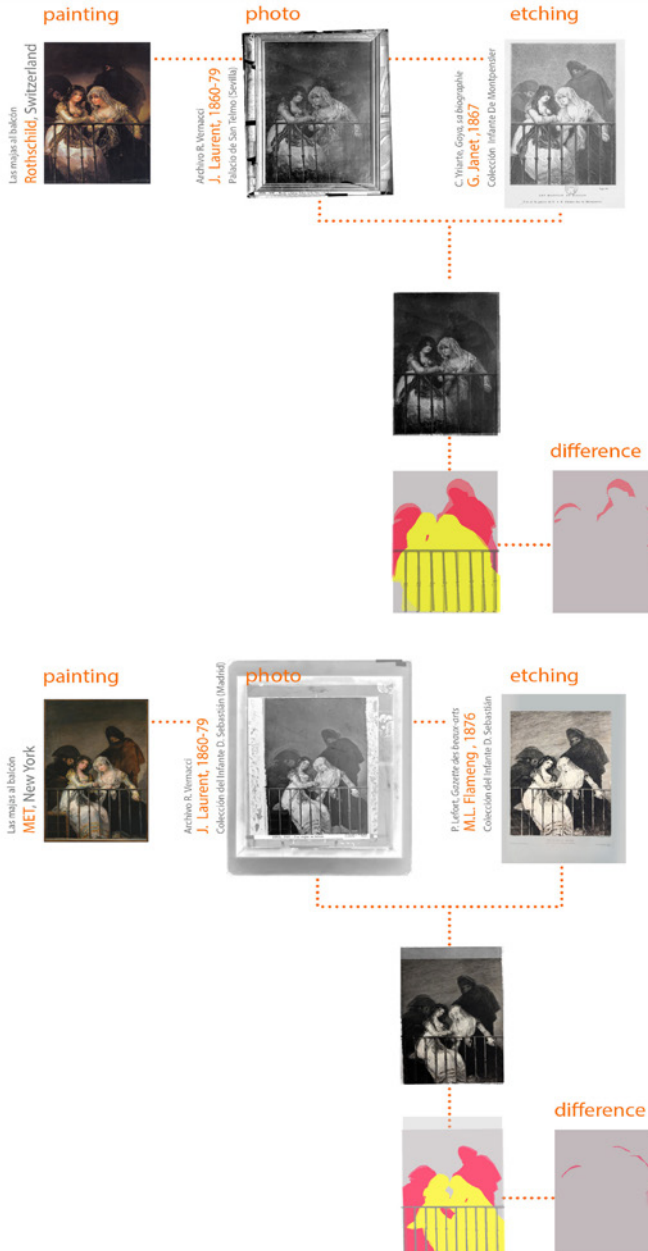 painting
photo
etching
Las majas al balcón
Rothschild, Switzerland
Archivo R. Vernacci
J. Laurent, 1860-79
Palacio de San Telmo (Sevilla)
C. Yriarte, Goya, sa biographie
G. Janet ,1867
Colección Infante De Montpensier
difference
painting
photo
etching
Las majas al balcón
MET, New York
Archivo R. Vernacci
J. Laurent, 1860-79
Colección del Infante D. Sebastián (Madrid)
P. Lefort, Gazette des beaux-arts
M.L. Flameng , 1876
Colección del Infante D. Sebastián
difference